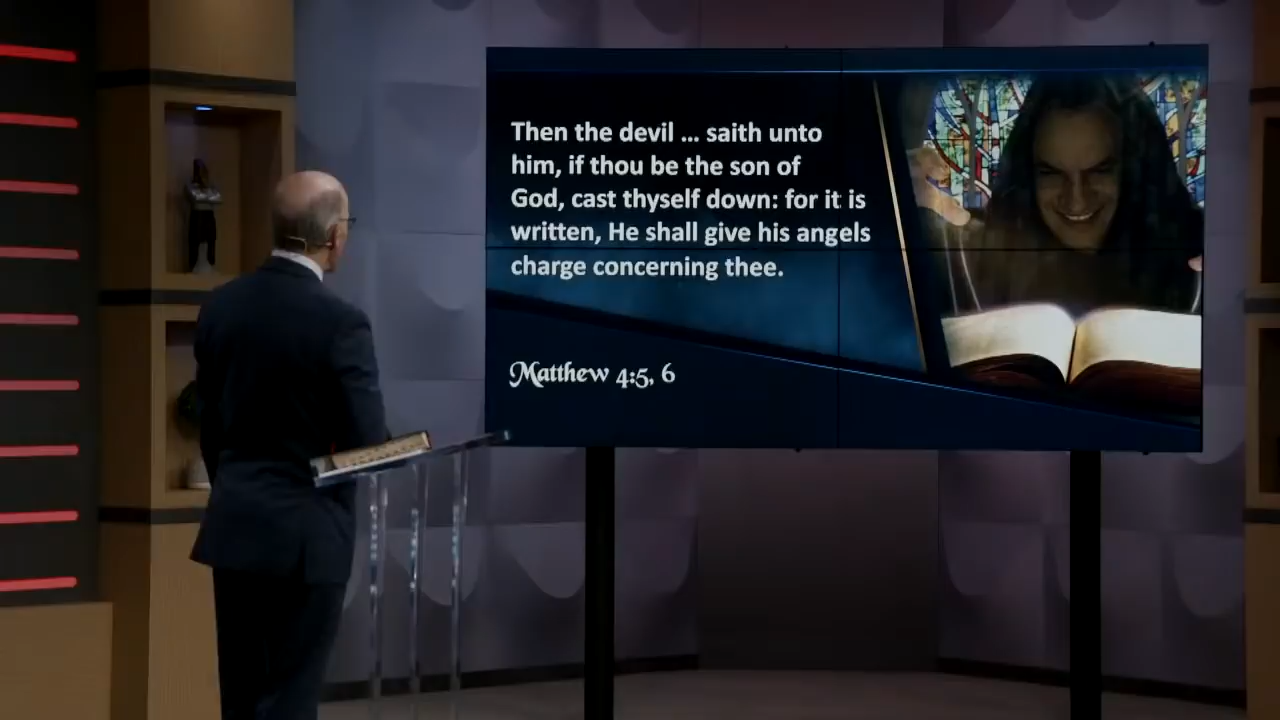 Then the devil ... saith unto
him, if thou be the son of
God, cast thyself down: for it is
written, He shall give his angels
charge concerning thee.
Matthew 4:5, 6